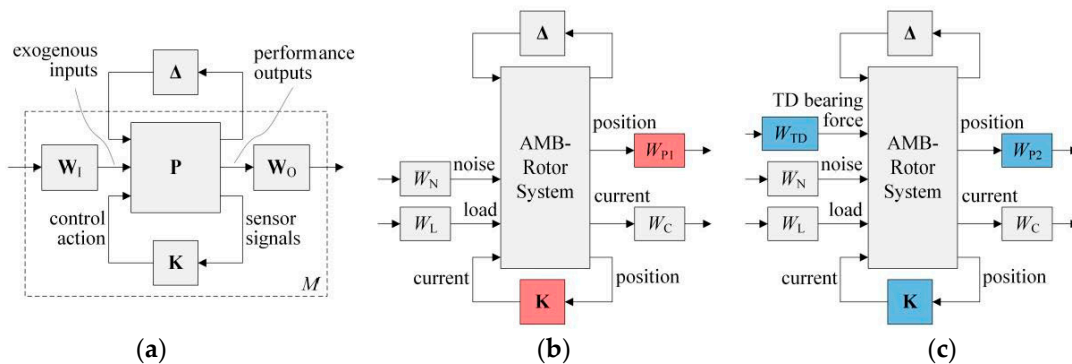 exogenous
inputs
performance
outputs
Δ
W_I
P
W_O
control
action
sensor
signals
K
M
(a)
Δ
AMB-
Rotor
System
position
W_P1
noise
W_N
load
W_L
current
W_C
current
position
K
(b)
Δ
TD bearing
force
W_TD
AMB-
Rotor
System
position
W_P2
noise
W_N
load
W_L
current
W_C
current
position
K
(c)